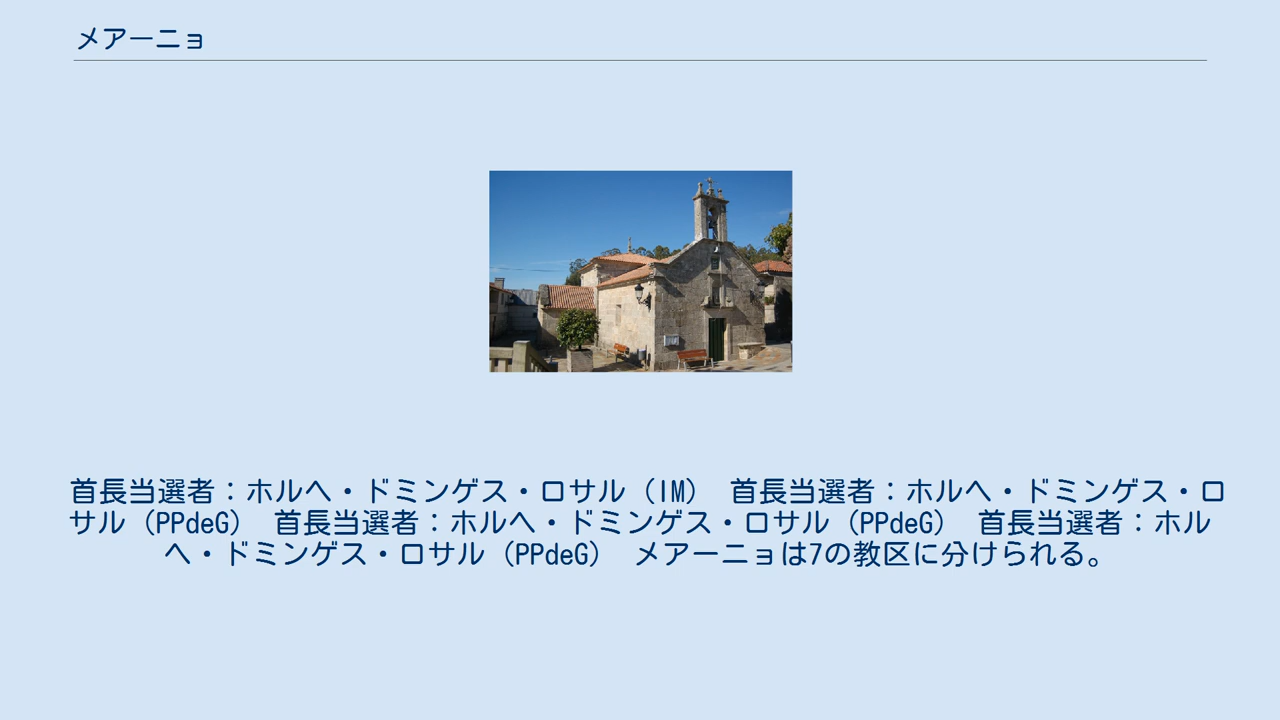 メアーニョ
首長当選者：ホルヘ・ドミンゲス・ロサル（IM） 首長当選者：ホルヘ・ドミンゲス・ロ
サル（PPdeG） 首長当選者：ホルヘ・ドミンゲス・ロサル（PPdeG） 首長当選者：ホル
ヘ・ドミンゲス・ロサル（PPdeG） メアーニョは7の教区に分けられる。